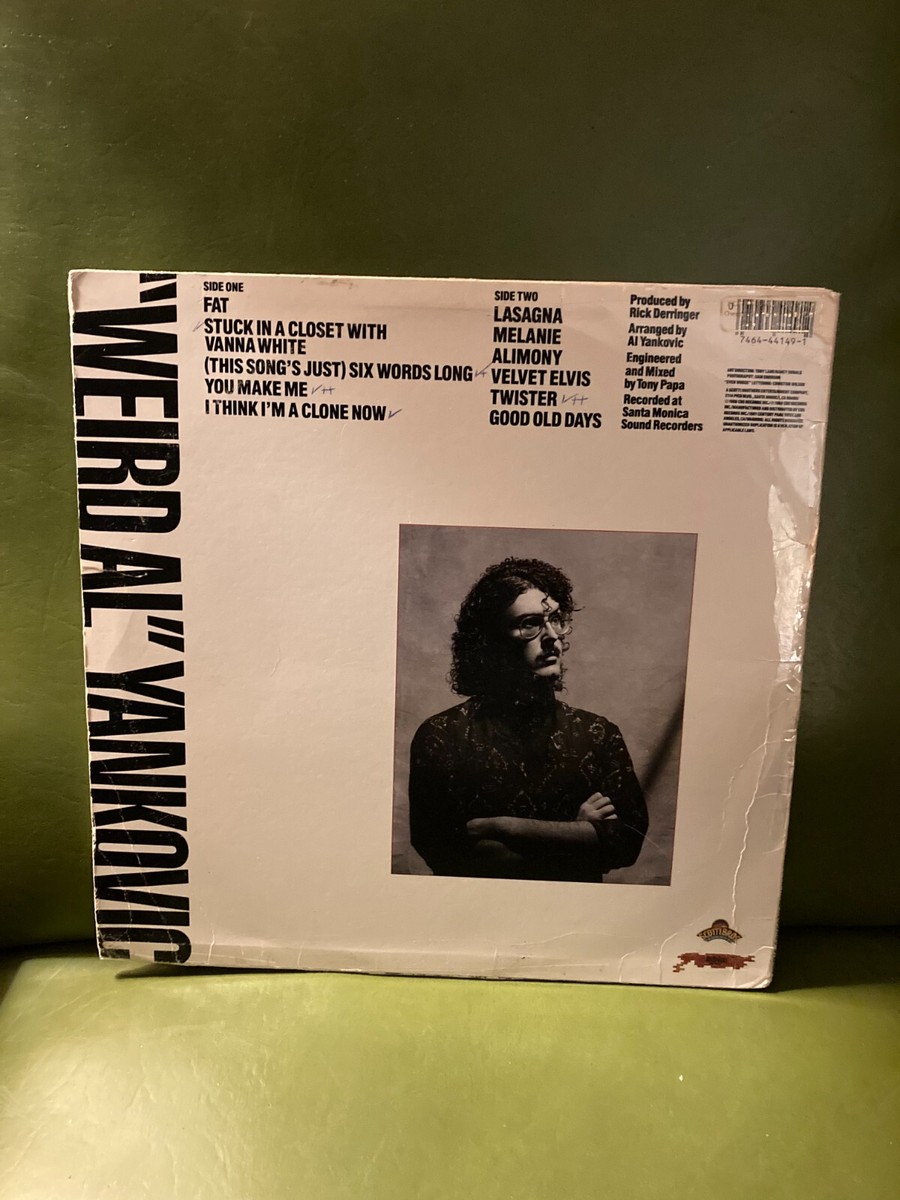 "WEIRD AL" YANKOVIC
SIDE ONE
FAT
STUCK IN A CLOSET WITH
VANNA WHITE
(THIS SONG'S JUST) SIX WORDS LONG
YOU MAKE ME
I THINK I'M A CLONE NOW
SIDE TWO
LASAGNA
MELANIE
ALIMONY
VELVET ELVIS
TWISTER
GOOD OLD DAYS
Produced by
Rick Derringer
Arranged by
Al Yankovic
Engineered
and Mixed
by Tony Papa
Recorded at
Santa Monica
Sound Recorders
7464-44149-1